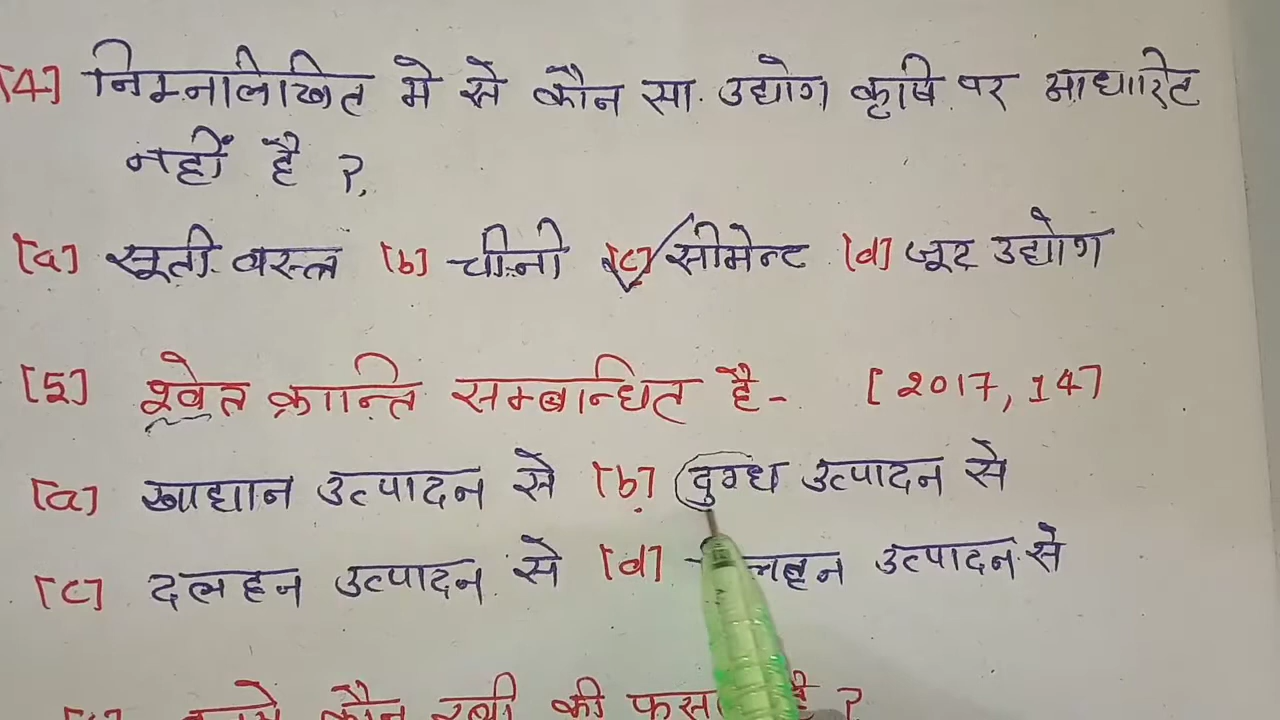 [4] निम्नलिखित मे से कौन सा उद्योग कृषि पर आधारित
नहीं है ?
[a] सूती वस्त्र [b] चीनी [c] सीमेन्ट [d] जूट उद्योग
[5] श्वेत क्रान्ति सम्बन्धित है- [2017, 14]
[a] खाद्यान उत्पादन से [b] दुग्ध उत्पादन से
[c] दलहन उत्पादन से [d] उत्पादन से
कौन रबी की फसल है ?